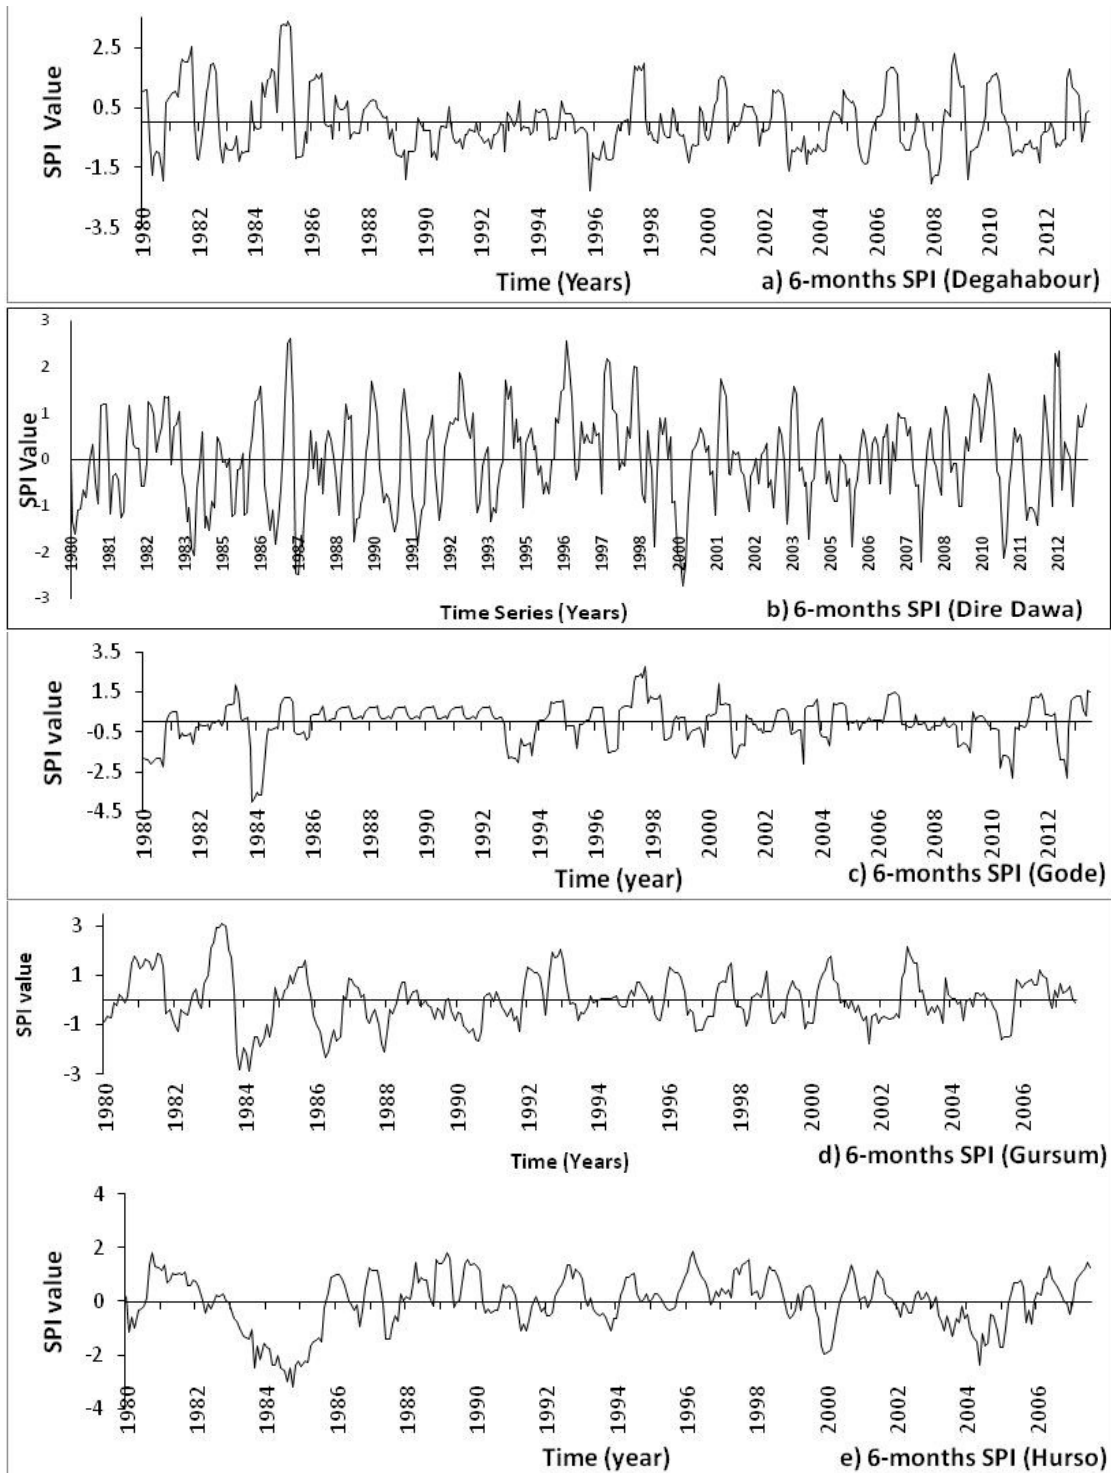 SPI Value
2.5
0.5
-1.5
-3.5
1980 1982 1984 1986 1988 1990 1992 1994 1996 1998 2000 2002 2004 2006 2008 2010 2012
Time (Years)
a) 6-months SPI (Degahabour)
SPI Value
3
2
1
0
-1
-2
-3
1980 1981 1982 1983 1985 1986 1987 1988 1990 1991 1992 1993 1995 1996 1997 1998 2000 2001 2002 2003 2005 2006 2007 2008 2010 2011 2012
Time Series (Years)
b) 6-months SPI (Dire Dawa)
SPI value
3.5
1.5
-0.5
-2.5
-4.5
1980 1982 1984 1986 1988 1990 1992 1994 1996 1998 2000 2002 2004 2006 2008 2010 2012
Time (year)
c) 6-months SPI (Gode)
SPI value
3
1
-1
-3
1980 1982 1984 1986 1988 1990 1992 1994 1996 1998 2000 2002 2004 2006
Time (Years)
d) 6-months SPI (Gursum)
SPI value
4
2
0
-2
-4
1980 1982 1984 1986 1988 1990 1992 1994 1996 1998 2000 2002 2004 2006
Time (year)
e) 6-months SPI (Hurso)